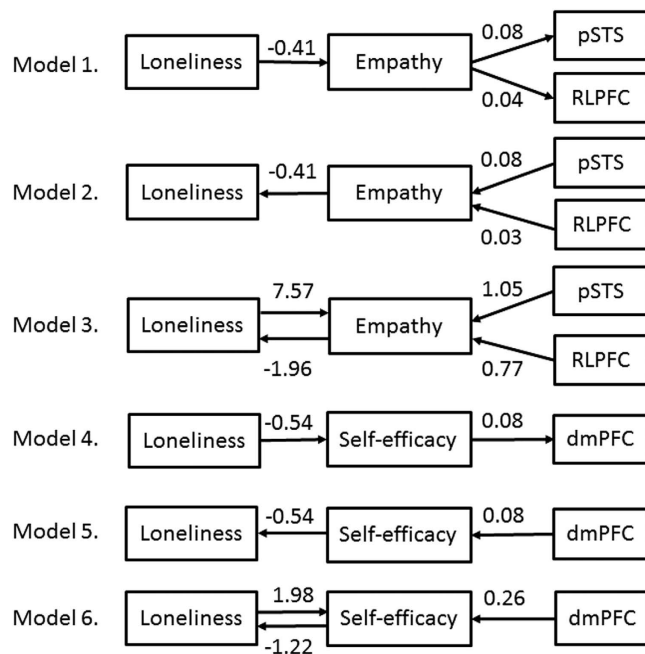 0.08
-0.41
pSTS
Model 1.
Loneliness
Empathy
0.04
RLPFC
0.08
-0.41
pSTS
Model 2.
Loneliness
Empathy
0.03
RLPFC
7.57
1.05
pSTS
Model 3.
Loneliness
Empathy
-1.96
0.77
RLPFC
-0.54
0.08
Model 4.
Loneliness
Self-efficacy
dmPFC
-0.54
0.08
Model 5.
Loneliness
Self-efficacy
dmPFC
1.98
0.26
Model 6.
Loneliness
Self-efficacy
dmPFC
-1.22